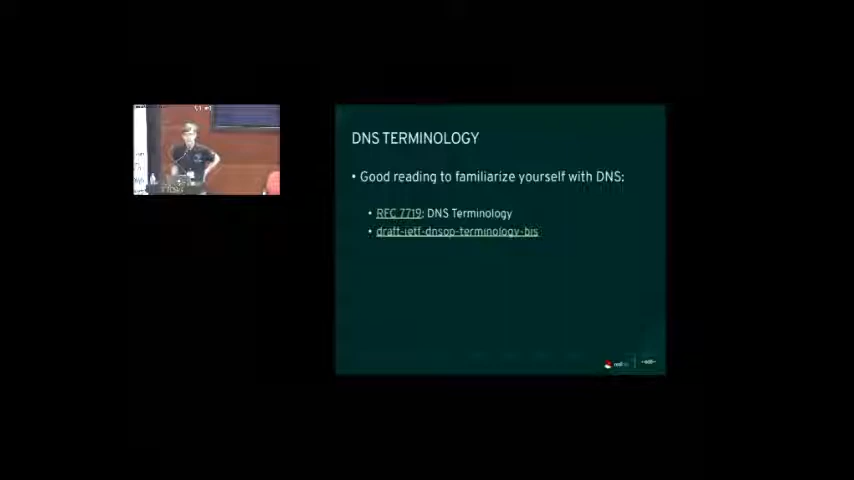 DNS TERMINOLOGY
• Good reading to familiarize yourself with DNS:
• RFC 7719: DNS Terminology
• draft-ietf-dnsop-terminology-bis